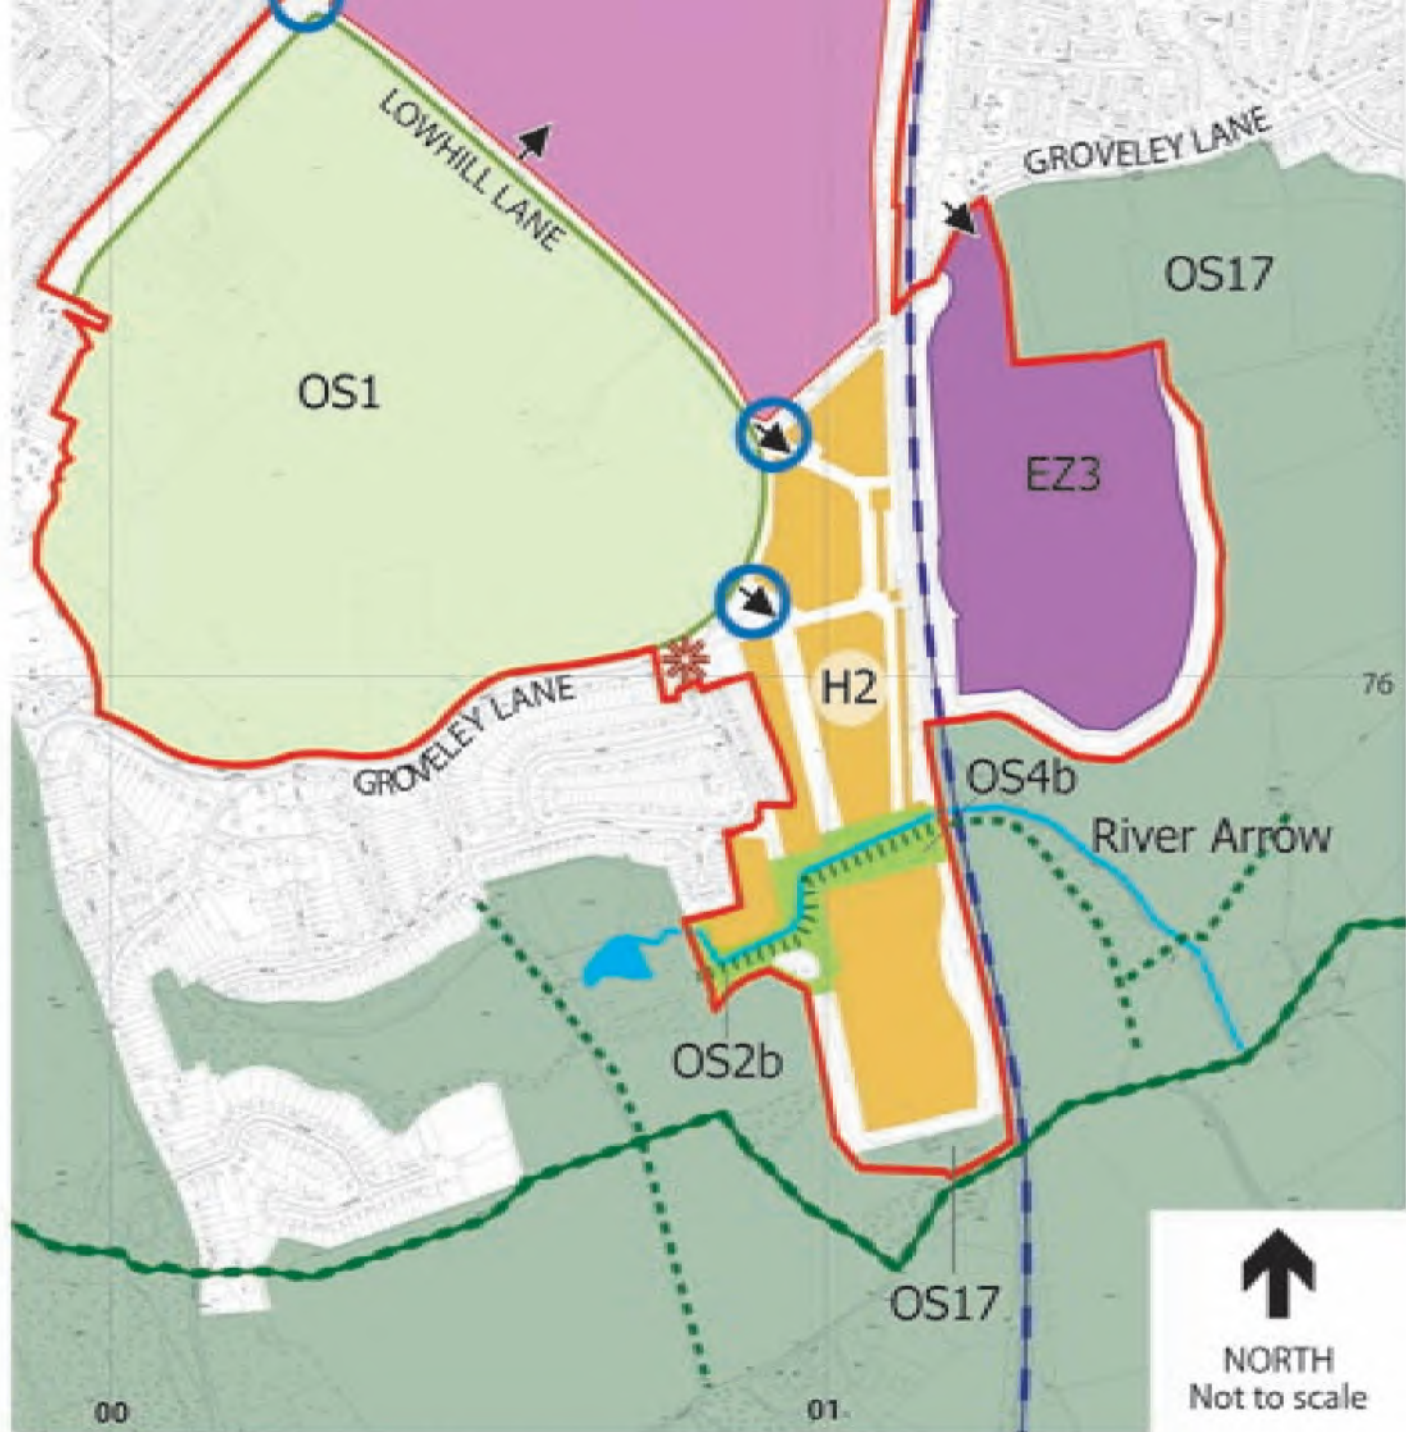 LOWHILL LANE
GROVELEY LANE
OS17
OS1
EZ3
H2
76
GROVELEY LANE
OS4b
River Arrow
OS2b
OS17
NORTH
Not to scale
00
01